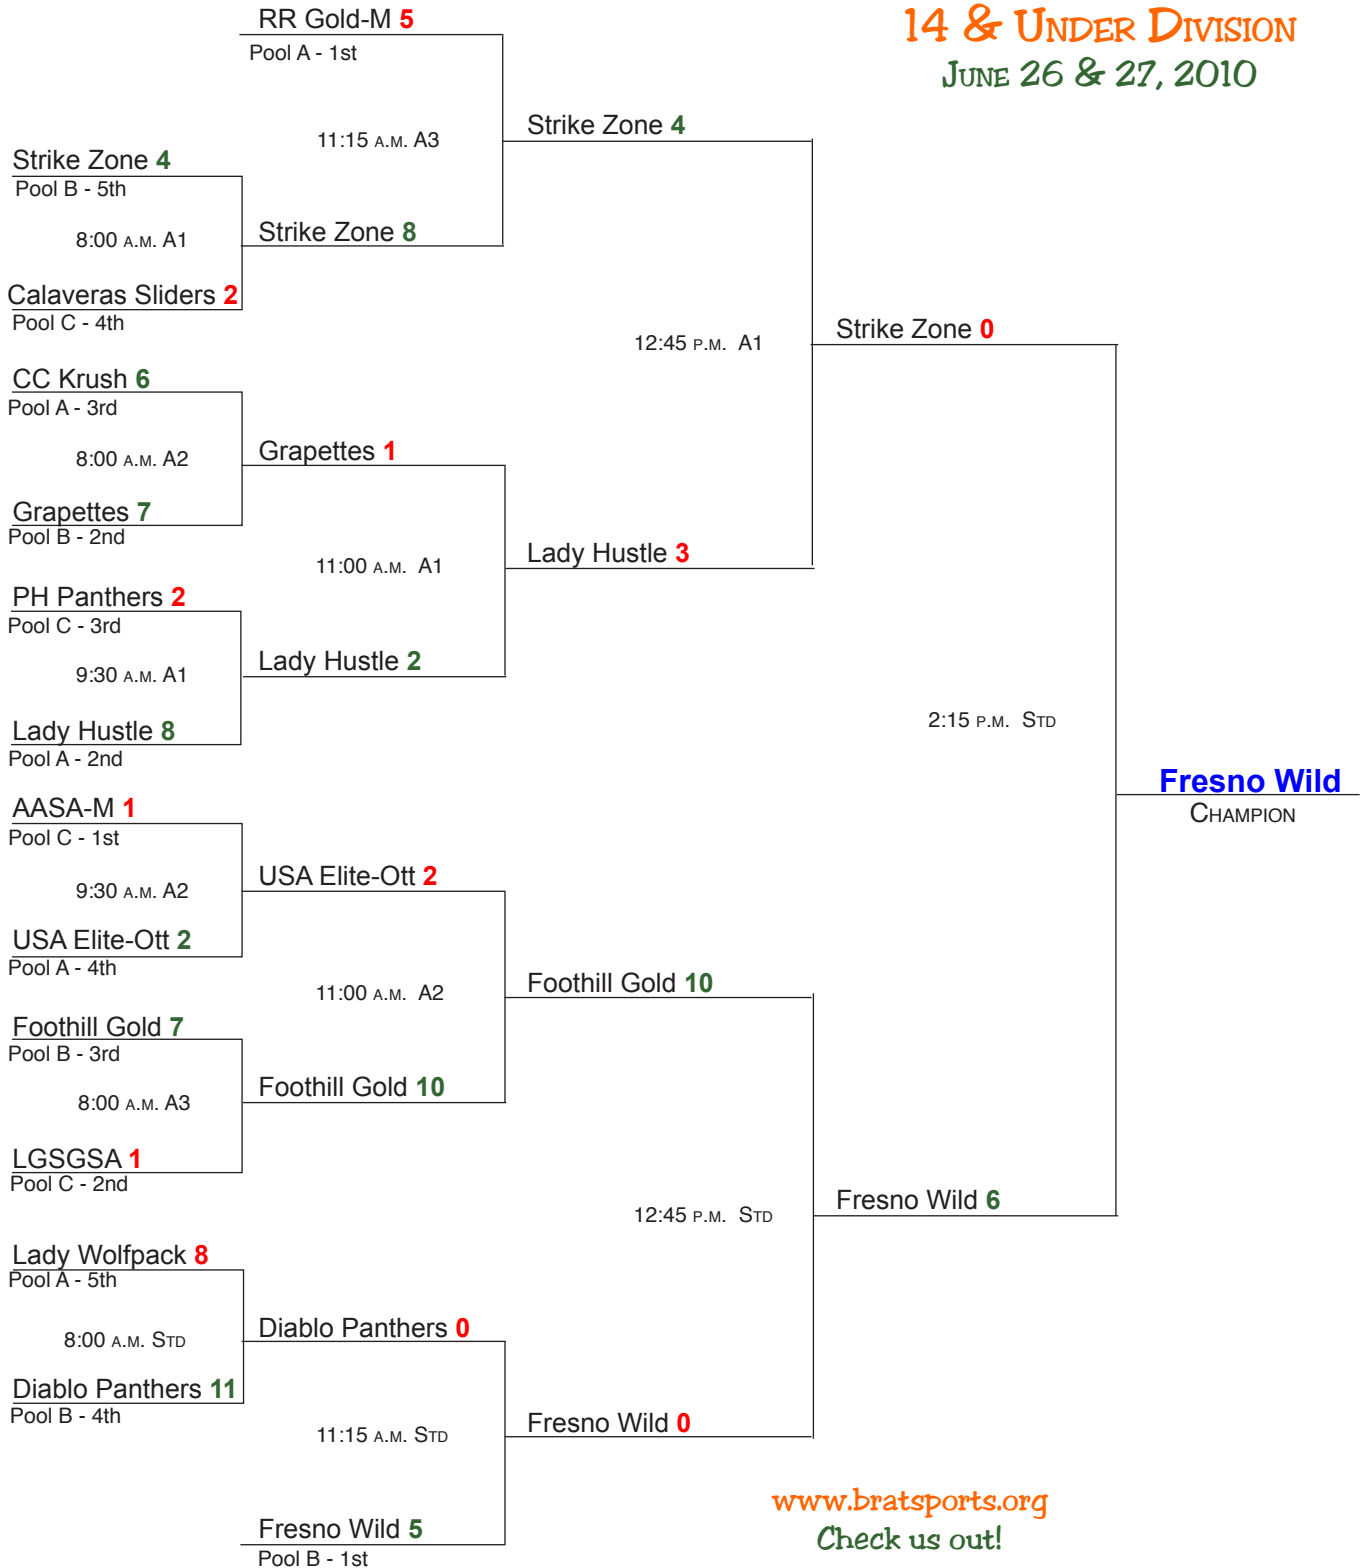 14 & Under Division
June 26 & 27, 2010
RR Gold-M 5
Pool A - 1st
11:15 A.M. A3
Strike Zone 4
Strike Zone 4
Pool B - 5th
8:00 A.M. A1
Strike Zone 8
Calaveras Sliders 2
Pool C - 4th
12:45 P.M. A1
Strike Zone 0
CC Krush 6
Pool A - 3rd
8:00 A.M. A2
Grapettes 1
Grapettes 7
Pool B - 2nd
11:00 A.M. A1
Lady Hustle 3
PH Panthers 2
Pool C - 3rd
9:30 A.M. A1
Lady Hustle 2
Lady Hustle 8
Pool A - 2nd
2:15 P.M. Std
Fresno Wild
Champion
AASA-M 1
Pool C - 1st
9:30 A.M. A2
USA Elite-Ott 2
USA Elite-Ott 2
Pool A - 4th
11:00 A.M. A2
Foothill Gold 10
Foothill Gold 7
Pool B - 3rd
8:00 A.M. A3
Foothill Gold 10
LGSGSA 1
Pool C - 2nd
12:45 P.M. Std
Fresno Wild 6
Lady Wolfpack 8
Pool A - 5th
8:00 A.M. Std
Diablo Panthers 0
Diablo Panthers 11
Pool B - 4th
11:15 A.M. Std
Fresno Wild 0
Fresno Wild 5
Pool B - 1st
www.bratsports.org
Check us out!